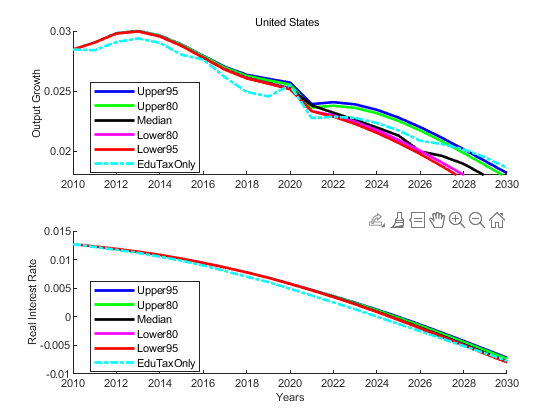 United States
0.03
0.025
0.02
Output Growth
Upper95
Upper80
Median
Lower80
Lower95
EduTaxOnly
2010 2012 2014 2016 2018 2020 2022 2024 2026 2028 2030
0.015
0.01
0.005
0
-0.005
-0.01
Real Interest Rate
Upper95
Upper80
Median
Lower80
Lower95
EduTaxOnly
2010 2012 2014 2016 2018 2020 2022 2024 2026 2028 2030
Years